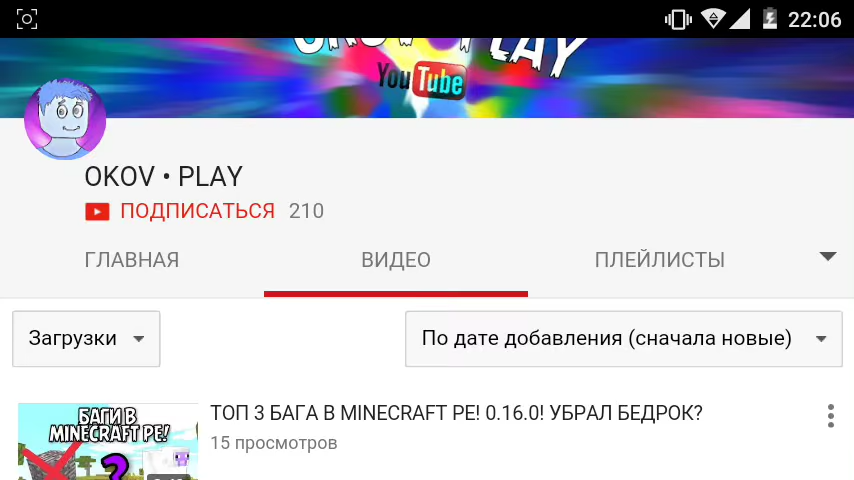 22:06
PLAY
YouTube
OKOV • PLAY
ПОДПИСАТЬСЯ 210
ГЛАВНАЯ ВИДЕО ПЛЕЙЛИСТЫ
Загрузки По дате добавления (сначала новые)
БАГИ В
MINECRAFT PE!
?
ТОП 3 БАГА В MINECRAFT PE! 0.16.0! УБРАЛ БЕДРОК?
15 просмотров